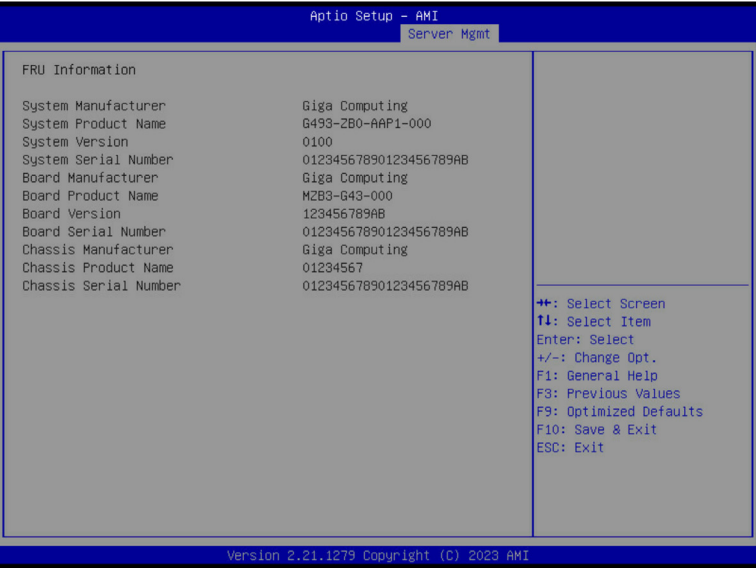 Aptio Setup – AMI
Server Mgmt
FRU Information
System Manufacturer Giga Computing
System Product Name G493-ZB0-AAP1-000
System Version 0100
System Serial Number 01234567890123456789AB
Board Manufacturer Giga Computing
Board Product Name MZB3-G43-000
Board Version 123456789AB
Board Serial Number 01234567890123456789AB
Chassis Manufacturer Giga Computing
Chassis Product Name 01234567
Chassis Serial Number 01234567890123456789AB
→←: Select Screen
↑↓: Select Item
Enter: Select
+/-: Change Opt.
F1: General Help
F3: Previous Values
F9: Optimized Defaults
F10: Save & Exit
ESC: Exit
Version 2.21.1279 Copyright (C) 2023 AMI